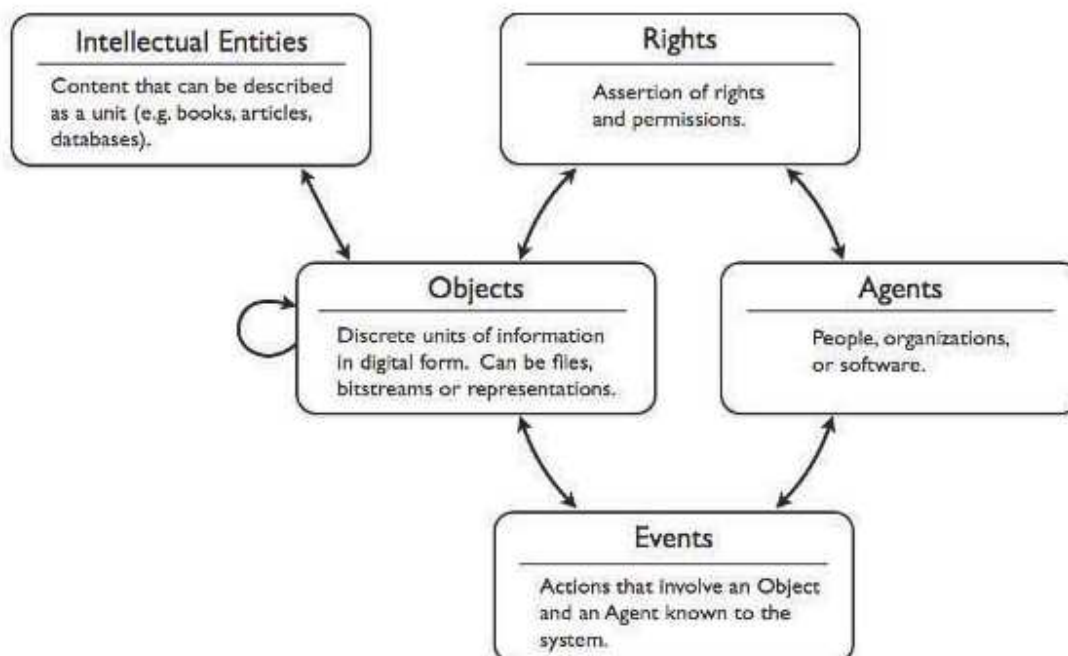 Intellectual Entities
Content that can be described
as a unit (e.g. books, articles,
databases).
Rights
Assertion of rights
and permissions.
Objects
Discrete units of information
in digital form. Can be files,
bitstreams or representations.
Agents
People, organizations,
or software.
Events
Actions that involve an Object
and an Agent known to the
system.